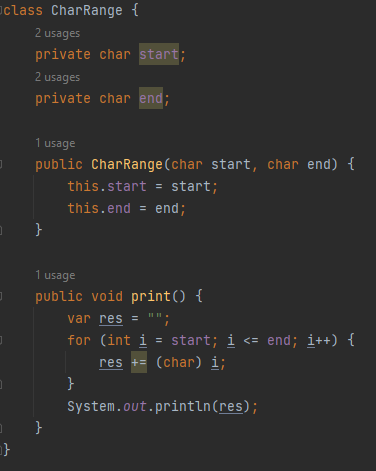 class CharRange {
2 usages
private char start;
2 usages
private char end;
1 usage
public CharRange(char start, char end) {
this.start = start;
this.end = end;
}
1 usage
public void print() {
var res = "";
for (int i = start; i <= end; i++) {
res += (char) i;
}
System.out.println(res);
}
}